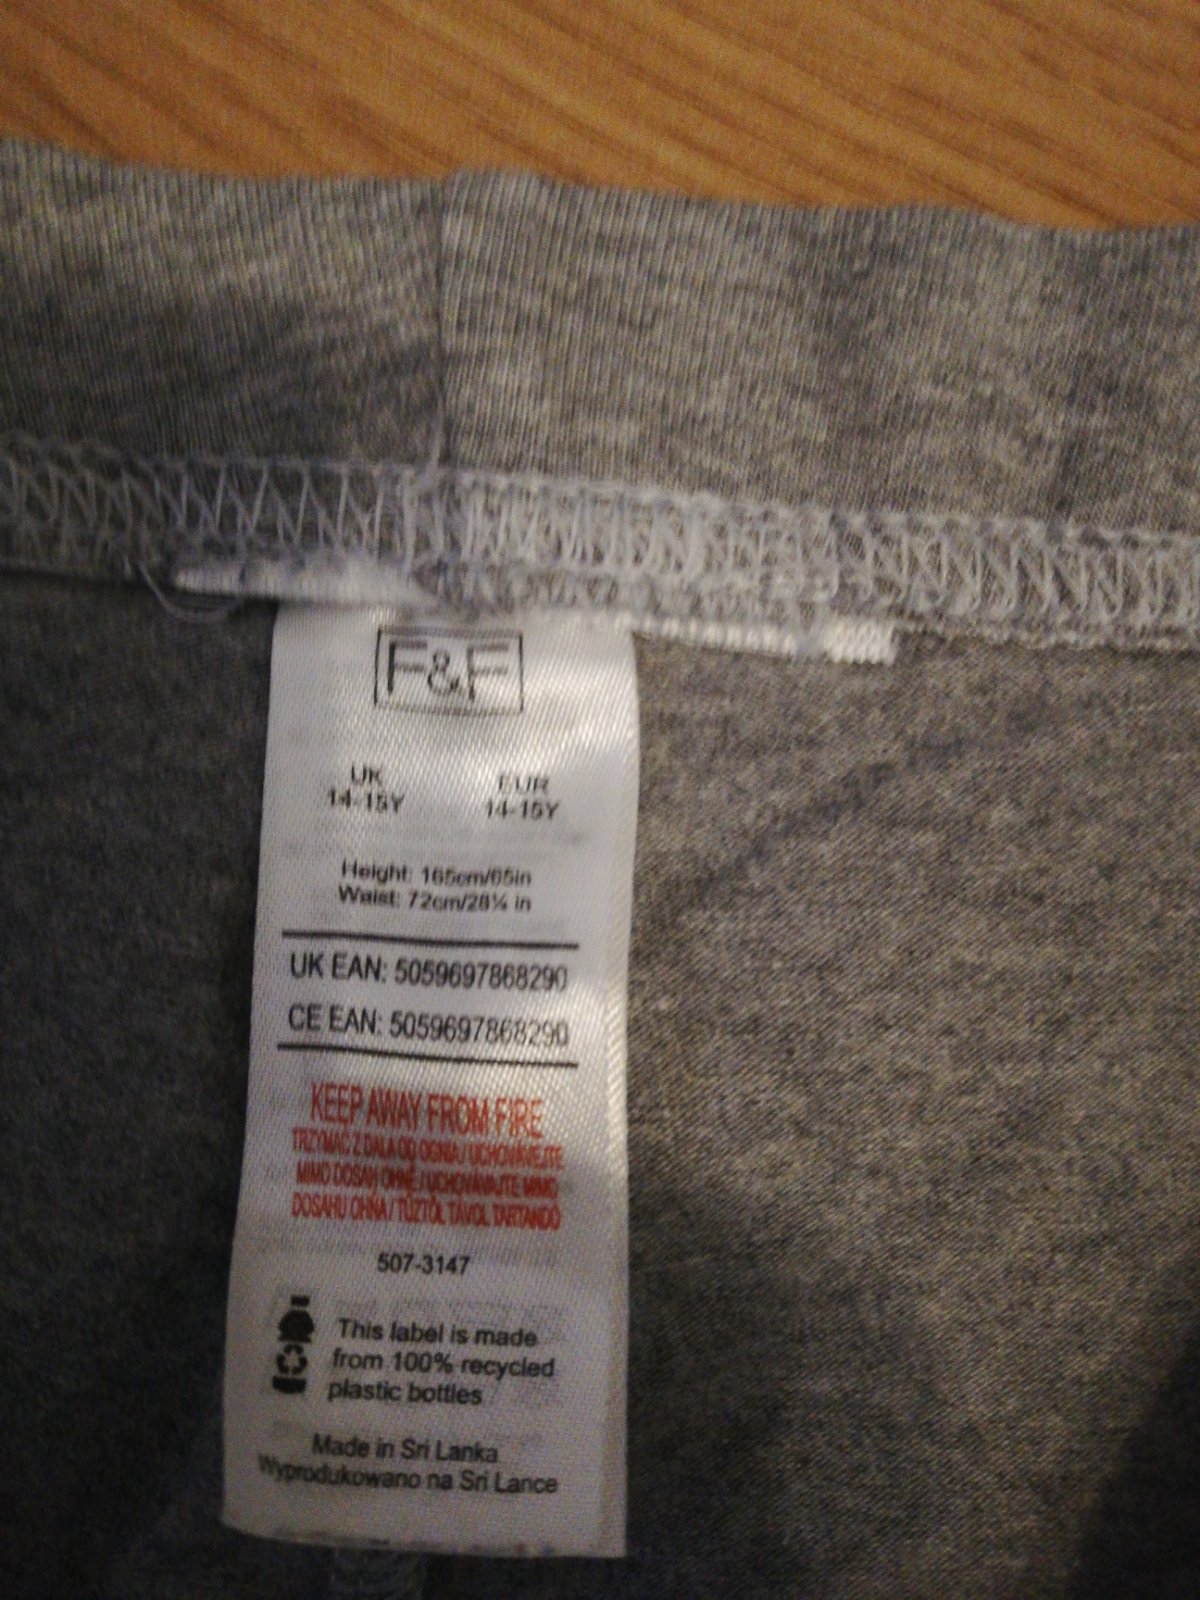 F&F
UK EUR
14-15Y 14-15Y
Height: 165cm/65in
Waist: 72cm/28¼ in
UK EAN: 5059697868290
CE EAN: 5059697868290
KEEP AWAY FROM FIRE
TRZYMAĆ Z DALA OD OGNIA / UCHOVÁVEJTE
MIMO DOSAH OHNĚ / UCHOVÁVAJTE MIMO
DOSAHU OHŇA / TŰZTŐL TÁVOL TARTANDÓ
507-3147
This label is made
from 100% recycled
plastic bottles
Made in Sri Lanka
Wyprodukowano na Sri Lance